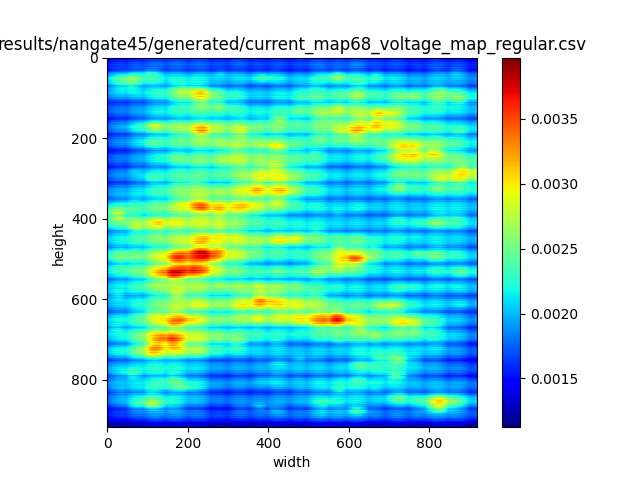 results/nangate45/generated/current_map68_voltage_map_regular.csv
0
200
400
600
800
height
0 200 400 600 800
width
0.0035
0.0030
0.0025
0.0020
0.0015